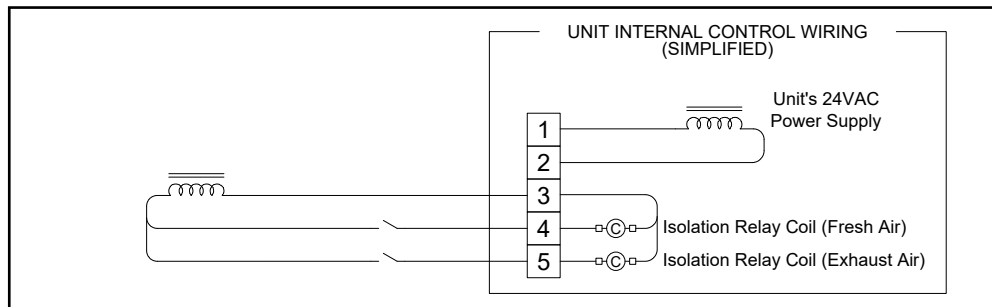 UNIT INTERNAL CONTROL WIRING
(SIMPLIFIED)
Unit's 24VAC
Power Supply
1
2
3
4
5
C
Isolation Relay Coil (Fresh Air)
C
Isolation Relay Coil (Exhaust Air)